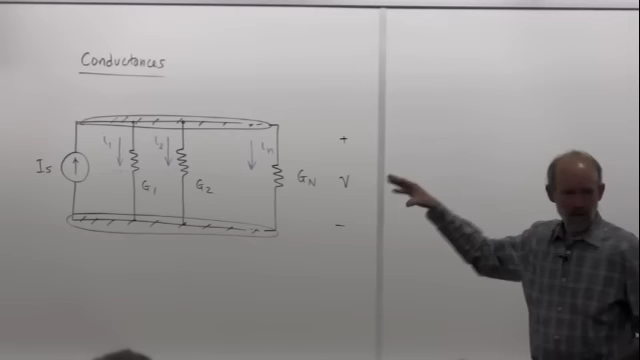 Conductances
i1 i2 in +
Is G1 G2 GN V
-